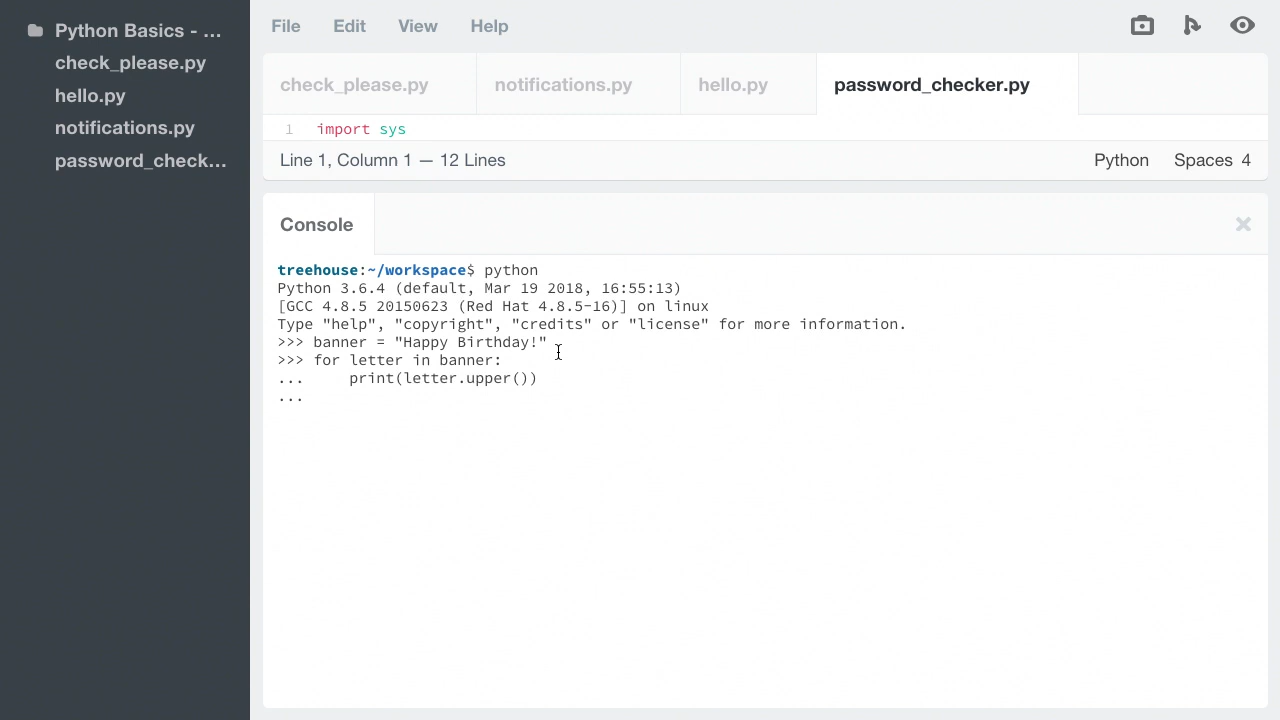 Python Basics - ...
check_please.py
hello.py
notifications.py
password_check...
File Edit View Help
check_please.py notifications.py hello.py password_checker.py
1 import sys
Line 1, Column 1 — 12 Lines Python Spaces 4
Console
treehouse:~/workspace$ python
Python 3.6.4 (default, Mar 19 2018, 16:55:13)
[GCC 4.8.5 20150623 (Red Hat 4.8.5-16)] on linux
Type "help", "copyright", "credits" or "license" for more information.
>>> banner = "Happy Birthday!"
>>> for letter in banner:
...     print(letter.upper())
...